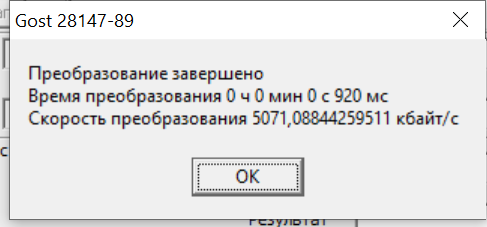 Gost 28147-89
Преобразование завершено
Время преобразования 0 ч 0 мин 0 с 920 мс
Скорость преобразования 5071,08844259511 кбайт/с
OK
Результат